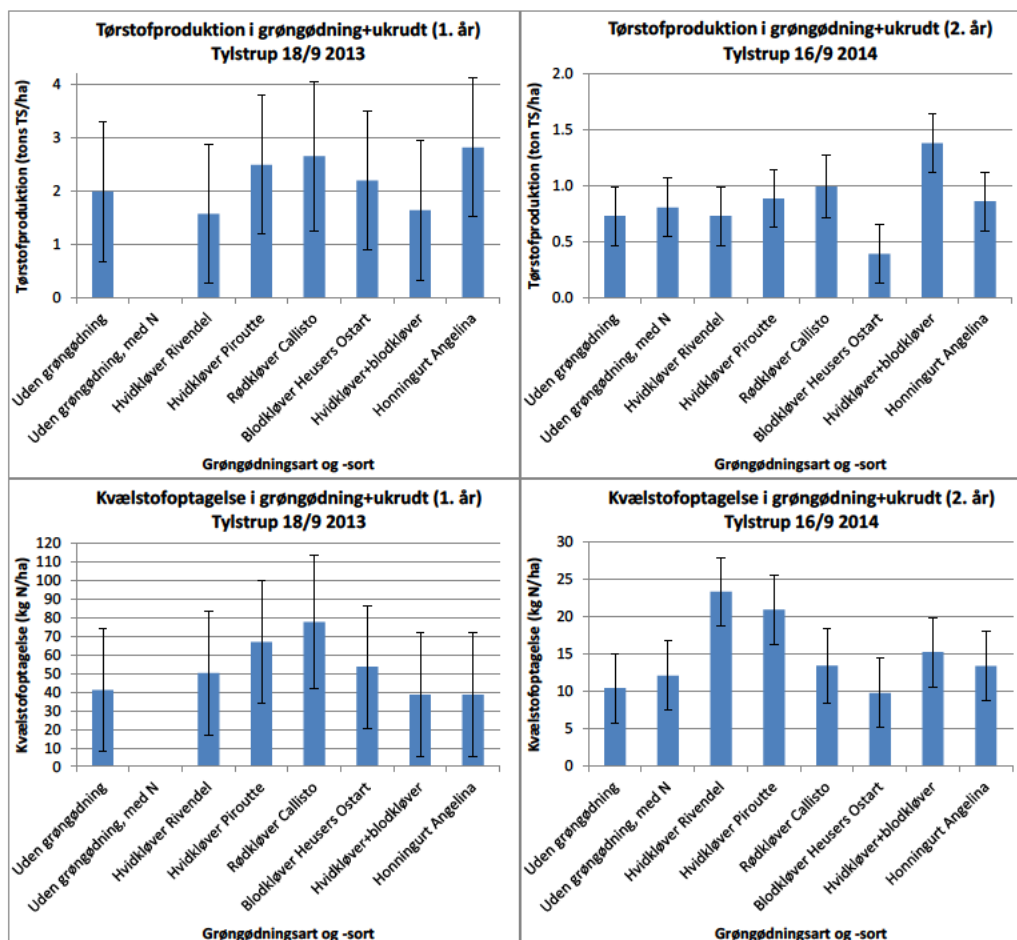 Tørstofproduktion i grøngødning+ukrudt (1. år)
Tylstrup 18/9 2013
Tørstofproduktion (tons TS/ha)
4
3
2
1
0
Uden grøngødning
Uden grøngødning, med N
Hvidkløver Rivendel
Hvidkløver Piroutte
Rødkløver Callisto
Blodkløver Heusers Ostart
Hvidkløver+blodkløver
Honningurt Angelina
Grøngødningsart og -sort
Tørstofproduktion i grøngødning+ukrudt (2. år)
Tylstrup 16/9 2014
Tørstofproduktion (ton TS/ha)
2.0
1.5
1.0
0.5
0.0
Uden grøngødning
Uden grøngødning, med N
Hvidkløver Rivendel
Hvidkløver Piroutte
Rødkløver Callisto
Blodkløver Heusers Ostart
Hvidkløver+blodkløver
Honningurt Angelina
Grøngødningsart og -sort
Kvælstofoptagelse i grøngødning+ukrudt (1. år)
Tylstrup 18/9 2013
Kvælstofoptagelse (kg N/ha)
120
110
100
90
80
70
60
50
40
30
20
10
0
Uden grøngødning
Uden grøngødning, med N
Hvidkløver Rivendel
Hvidkløver Piroutte
Rødkløver Callisto
Blodkløver Heusers Ostart
Hvidkløver+blodkløver
Honningurt Angelina
Grøngødningsart og -sort
Kvælstofoptagelse i grøngødning+ukrudt (2. år)
Tylstrup 16/9 2014
Kvælstofoptagelse (kg N/ha)
30
25
20
15
10
5
0
Uden grøngødning
Uden grøngødning, med N
Hvidkløver Rivendel
Hvidkløver Piroutte
Rødkløver Callisto
Blodkløver Heusers Ostart
Hvidkløver+blodkløver
Honningurt Angelina
Grøngødningsart og -sort